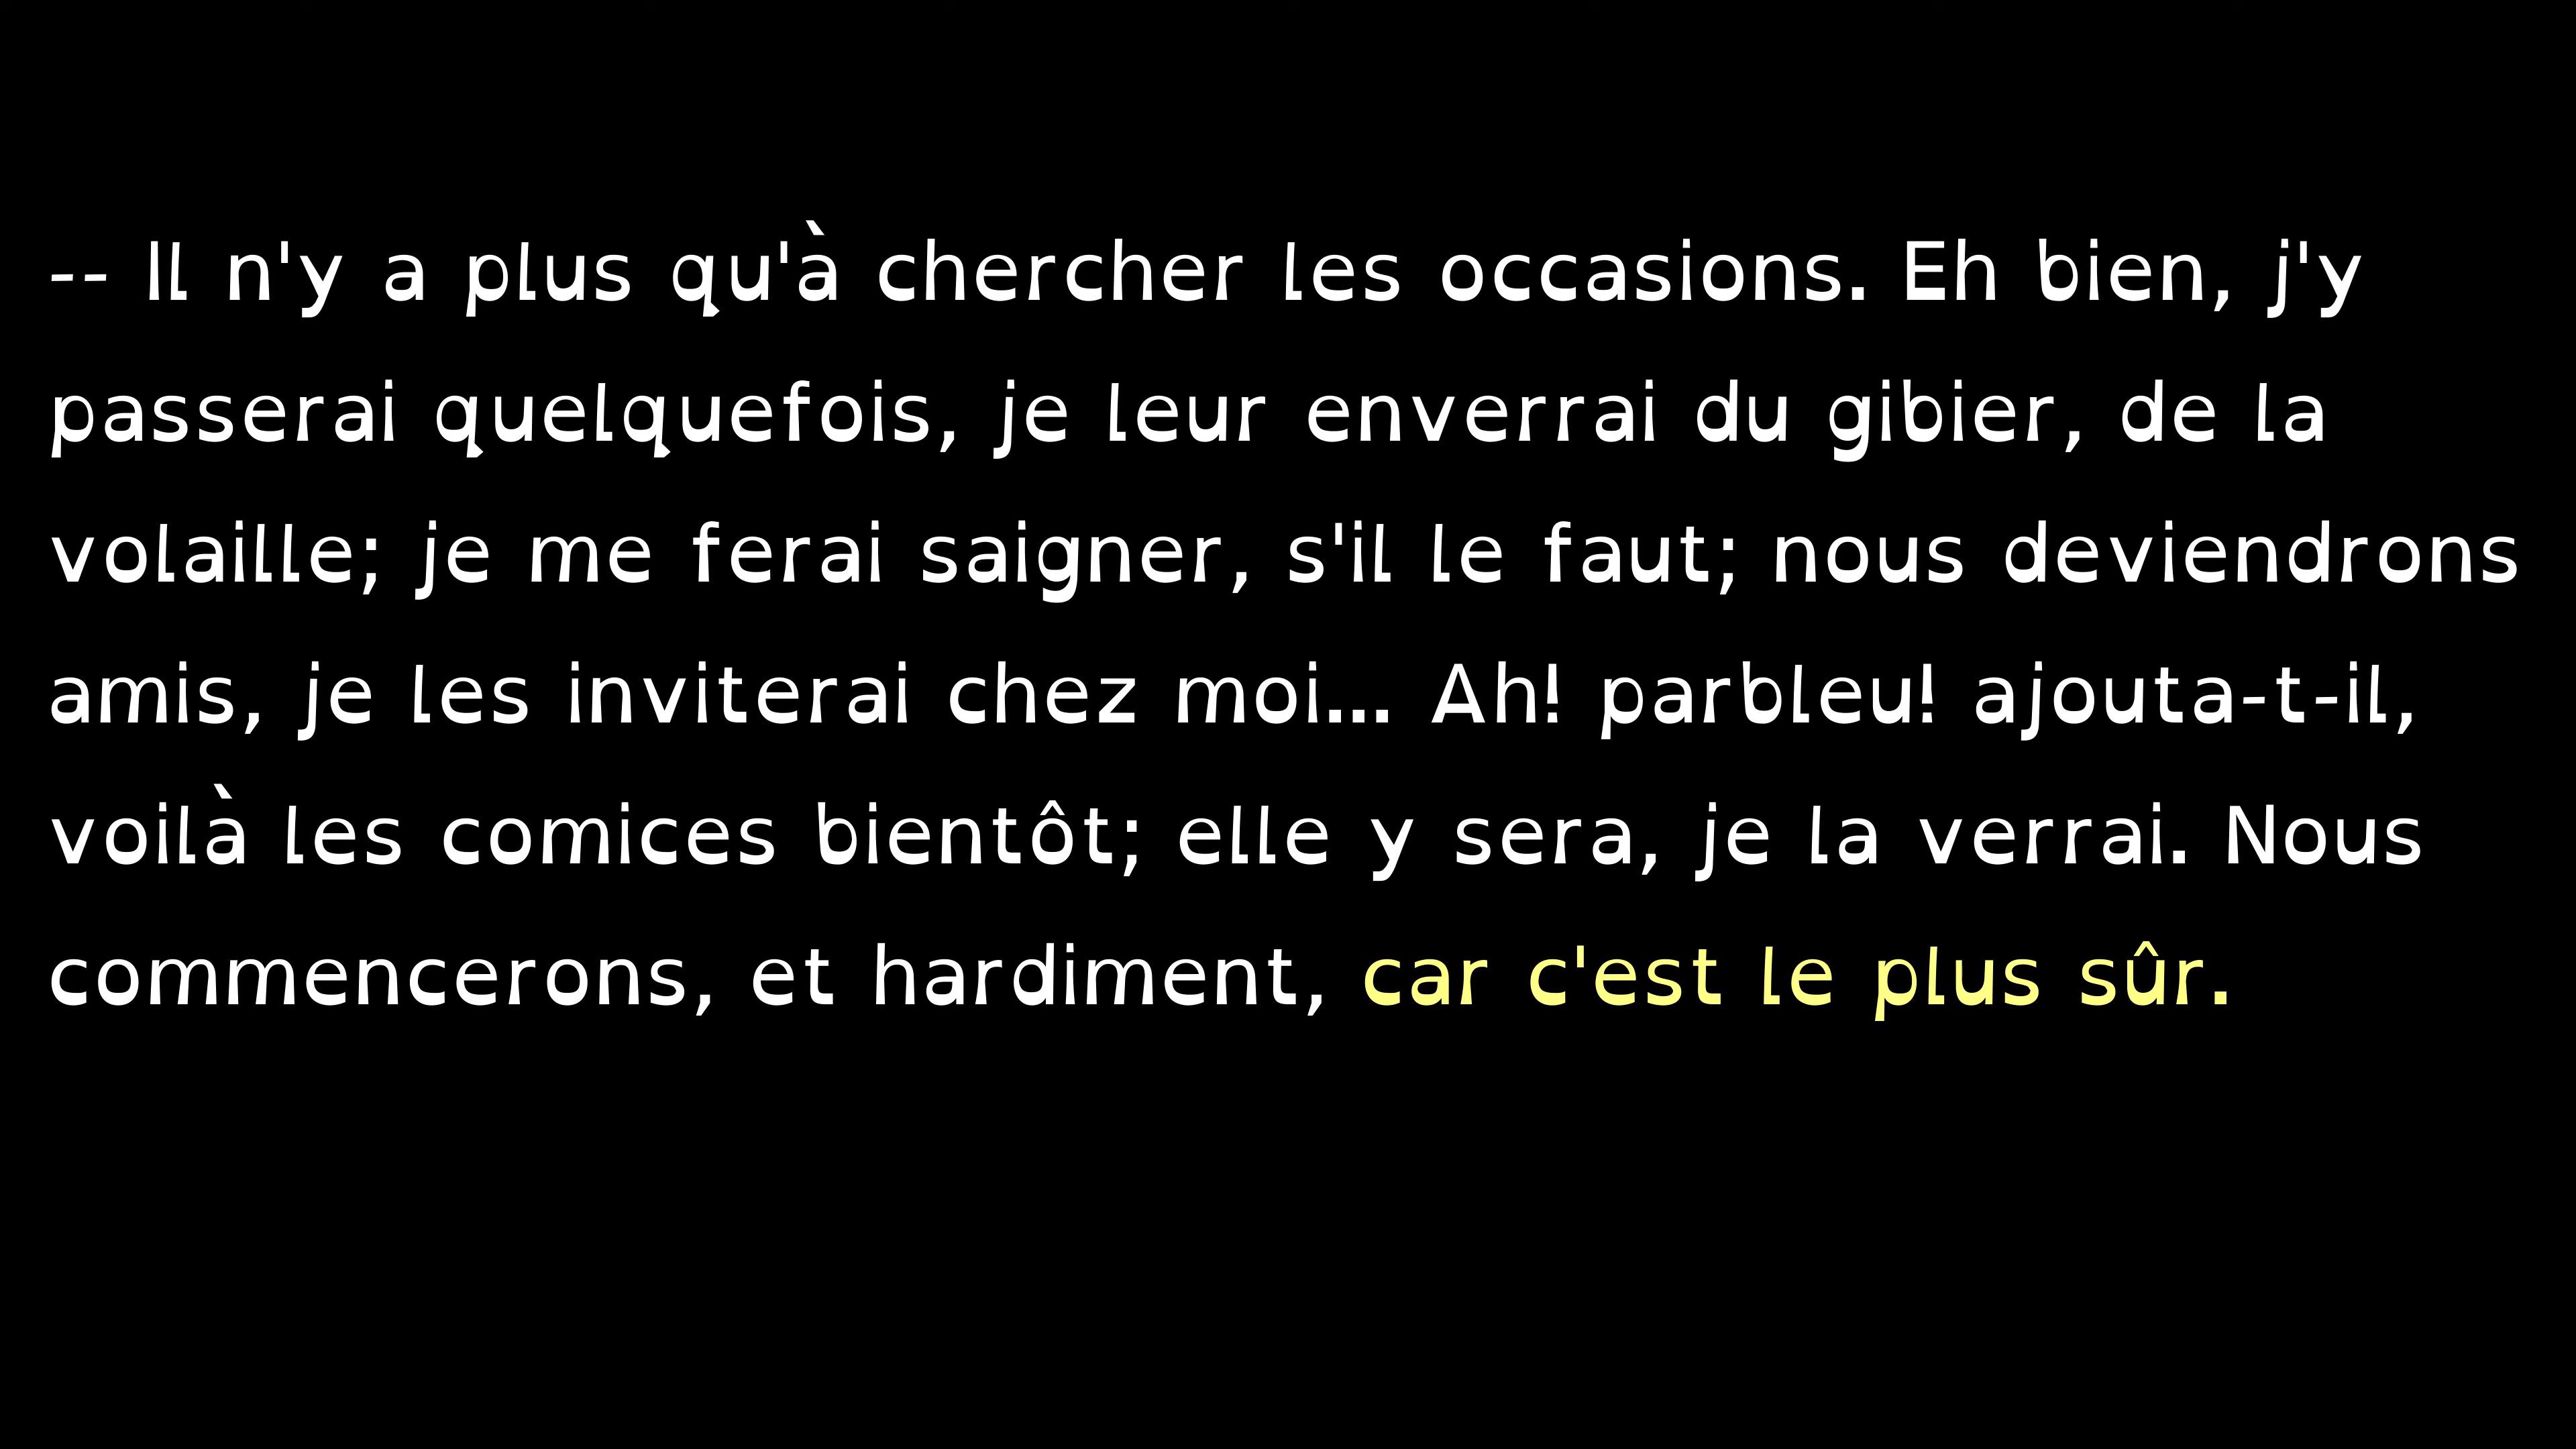 -- Il n'y a plus qu'à chercher les occasions. Eh bien, j'y
passerai quelquefois, je leur enverrai du gibier, de la
volaille; je me ferai saigner, s'il le faut; nous deviendrons
amis, je les inviterai chez moi... Ah! parbleu! ajouta-t-il,
voilà les comices bientôt; elle y sera, je la verrai. Nous
commencerons, et hardiment, car c'est le plus sûr.